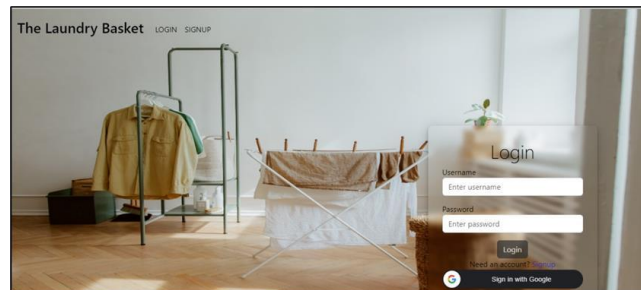 The Laundry Basket LOGIN SIGNUP
Login
Username
Enter username
Password
Enter password
Login
Need an account? Signup
G Sign in with Google